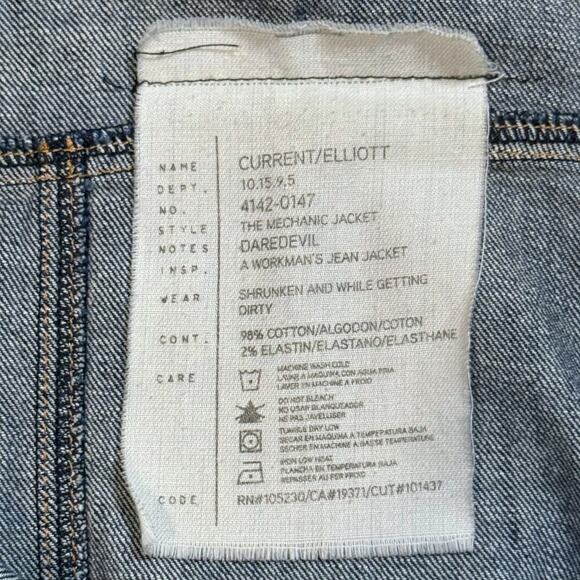 NAME CURRENT/ELLIOTT
DEPT. 10.15.9.5
NO. 4142-0147
STYLE THE MECHANIC JACKET
NOTES DAREDEVIL
INSP. A WORKMAN'S JEAN JACKET
WEAR SHRUNKEN AND WHILE GETTING
DIRTY
CONT. 98% COTTON/ALGODON/COTON
2% ELASTIN/ELASTANO/ELASTHANE
CARE MACHINE WASH COLD
LAVAR A MAQUINA CON AGUA FRIA
LAVER EN MACHINE A FROID
DO NOT BLEACH
NO USAR BLANQUEADOR
NE PAS JAVELLISER
TUMBLE DRY LOW
SECAR EN MAQUINA A TEMPERATURA BAJA
SECHER EN MACHINE A BASSE TEMPERATURE
IRON LOW HEAT
PLANCHA EN TEMPERATURA BAJA
REPASSER AU FER FROID
CODE RN#105230/CA#19371/CUT#101437